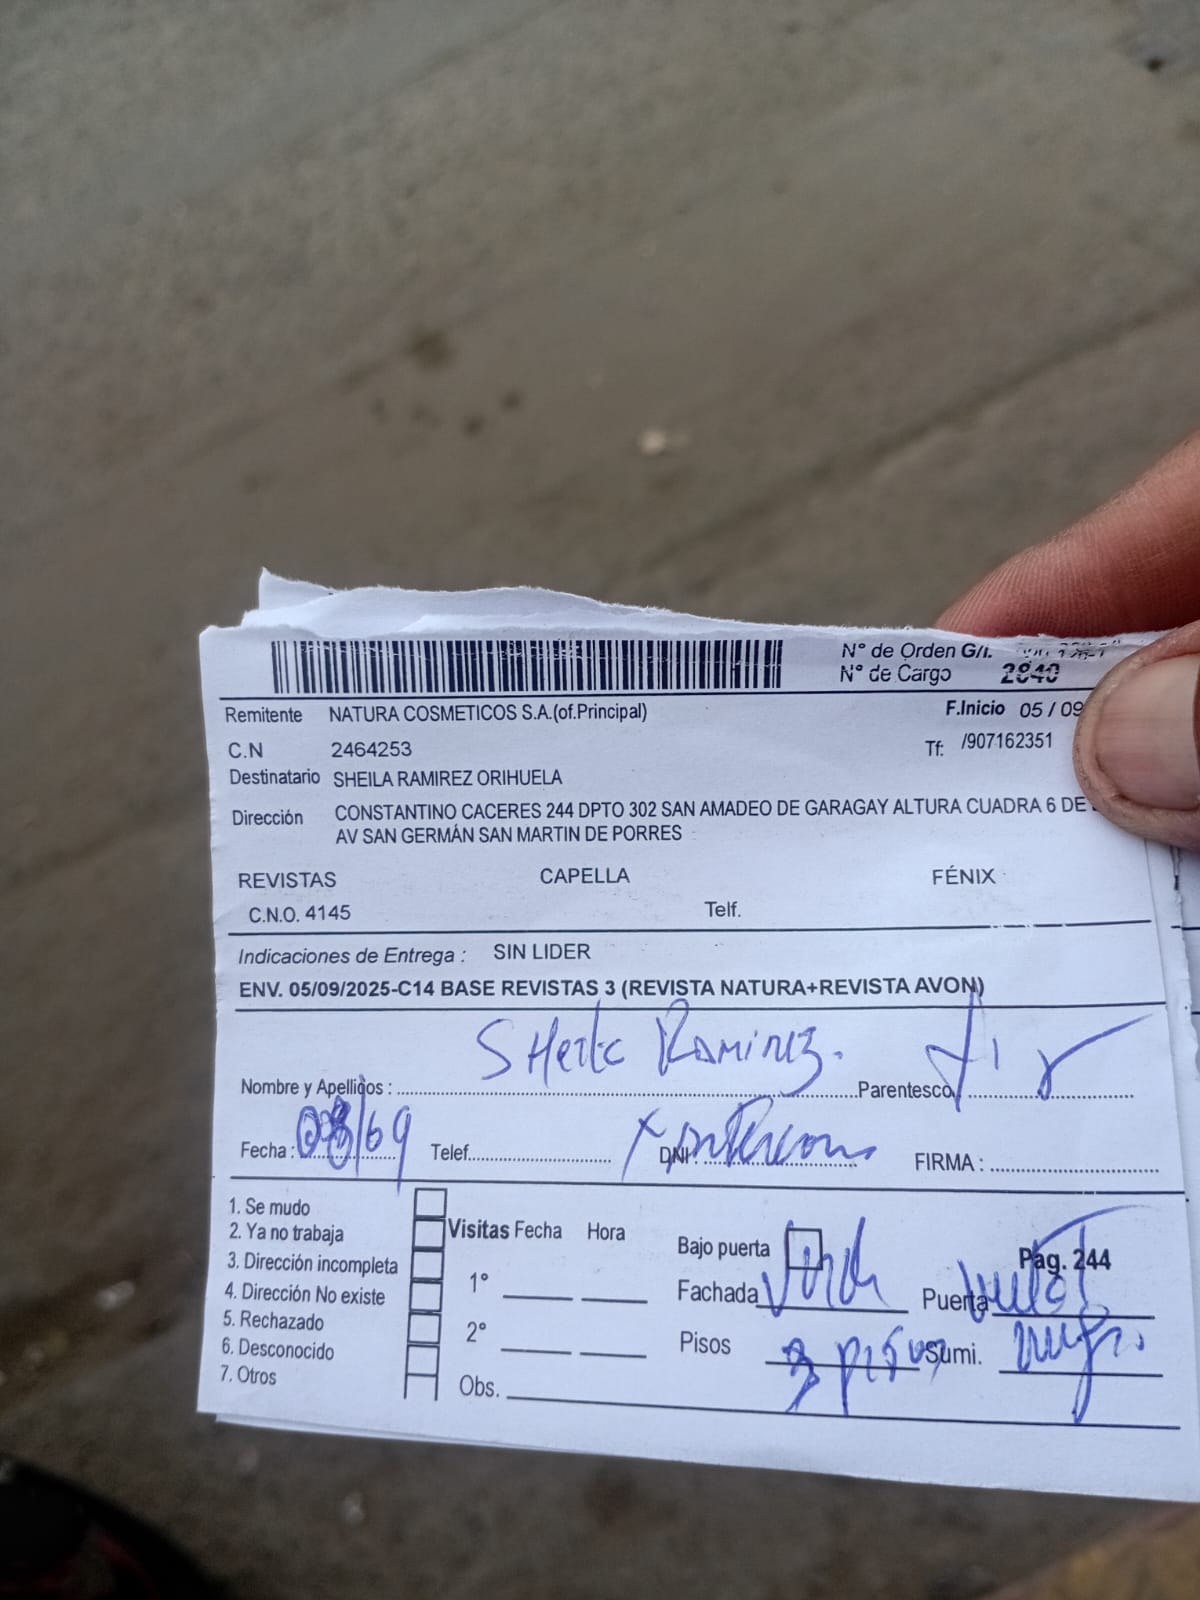 N° de Orden G/I.
N° de Cargo 2840
Remitente NATURA COSMETICOS S.A.(of.Principal) F.Inicio 05 / 09
C.N 2464253 Tf: /907162351
Destinatario SHEILA RAMIREZ ORIHUELA
Dirección CONSTANTINO CACERES 244 DPTO 302 SAN AMADEO DE GARAGAY ALTURA CUADRA 6 DE
AV SAN GERMÁN SAN MARTIN DE PORRES
REVISTAS CAPELLA FÉNIX
C.N.O. 4145 Telf.
Indicaciones de Entrega : SIN LIDER
ENV. 05/09/2025-C14 BASE REVISTAS 3 (REVISTA NATURA+REVISTA AVON)
Nombre y Apellidos : Sheila Ramirez. Parentesco
Fecha : Telef. DNI : FIRMA :
1. Se mudo
2. Ya no trabaja
3. Dirección incompleta
4. Dirección No existe
5. Rechazado
6. Desconocido
7. Otros
Visitas Fecha Hora
1°
2°
Obs.
Bajo puerta Pag. 244
Fachada Puerta
Pisos 3 pisos Sumi.